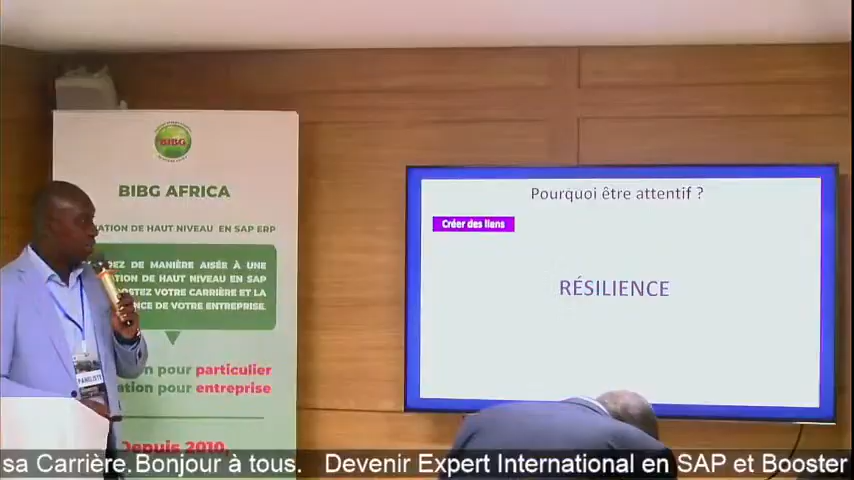 BIBG
BIBG AFRICA
ATION DE HAUT NIVEAU EN SAP ERP
DEZ DE MANIÈRE AISÉE À UNE
TION DE HAUT NIVEAU EN SAP
OSTEZ VOTRE CARRIÈRE ET LA
NCE DE VOTRE ENTREPRISE.
n pour particulier
ation pour entreprise
Depuis 2010,
PANELISTE
Pourquoi être attentif ?
Créer des liens
RÉSILIENCE
sa Carrière.Bonjour à tous. Devenir Expert International en SAP et Booster